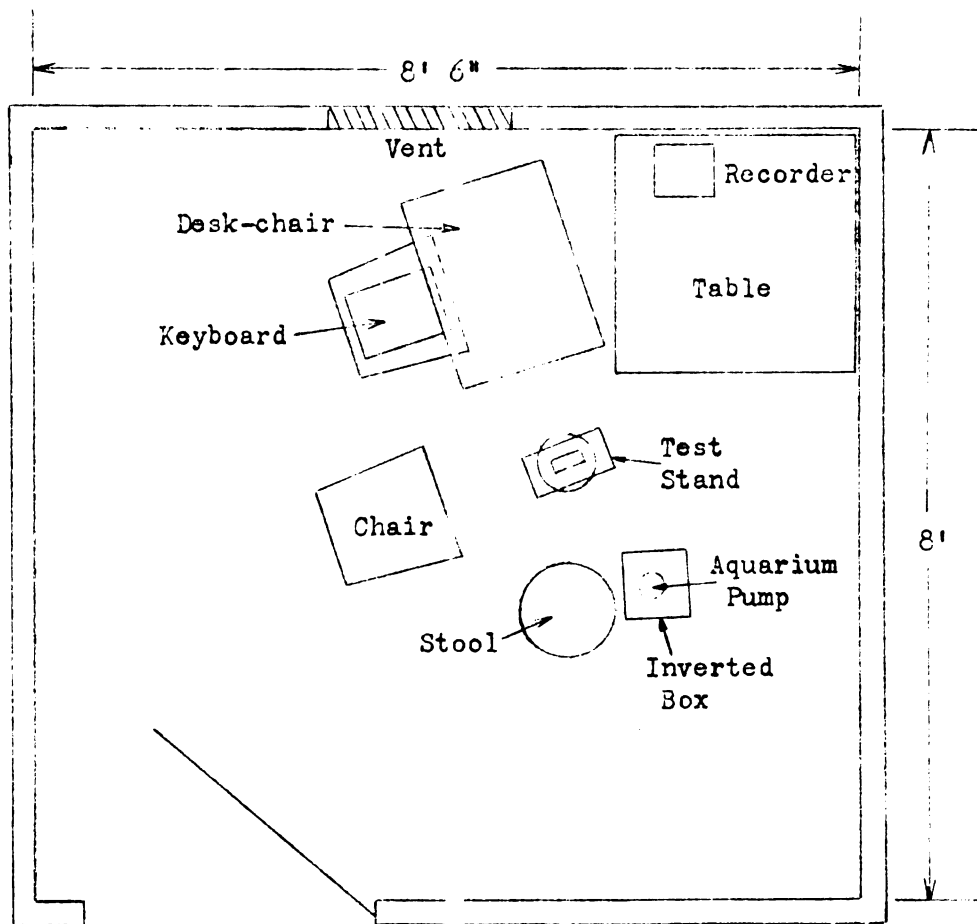 8' 6"
Vent
Recorder
Desk-chair
Table
Keyboard
Test
Stand
Chair
8'
Aquarium
Pump
Stool
Inverted
Box